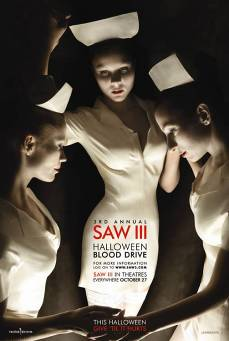 3RD ANNUAL
SAW III
HALLOWEEN
BLOOD DRIVE
FOR MORE INFORMATION
LOG ON TO WWW.SAW3.COM
SAW III IN THEATRES
EVERYWHERE OCTOBER 27
THIS HALLOWEEN
GIVE 'TIL IT HURTS